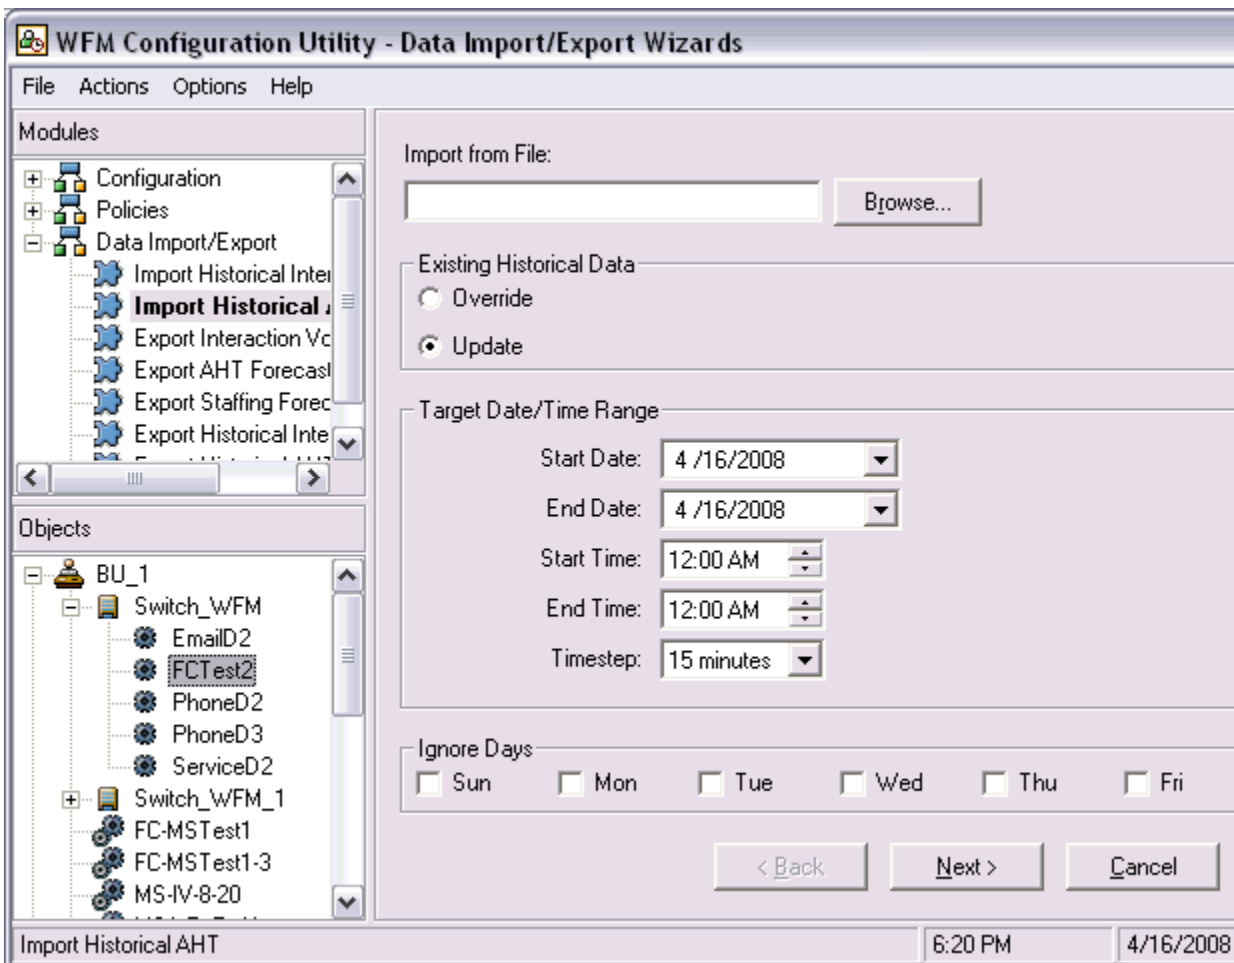 WFM Configuration Utility - Data Import/Export Wizards
File Actions Options Help
Modules
Configuration
Policies
Data Import/Export
Import Historical Inter
Import Historical
Export Interaction Vo
Export AHT Forecast
Export Staffing Forec
Export Historical Inte
Objects
BU_1
Switch_WFM
EmailD2
FCTest2
PhoneD2
PhoneD3
ServiceD2
Switch_WFM_1
FC-MSTest1
FC-MSTest1-3
MS-IV-8-20
Import from File:
Browse...
Existing Historical Data
Override
Update
Target Date/Time Range
Start Date: 4 /16/2008
End Date: 4 /16/2008
Start Time: 12:00 AM
End Time: 12:00 AM
Timestep: 15 minutes
Ignore Days
Sun Mon Tue Wed Thu Fri
< Back Next > Cancel
Import Historical AHT 6:20 PM 4/16/2008